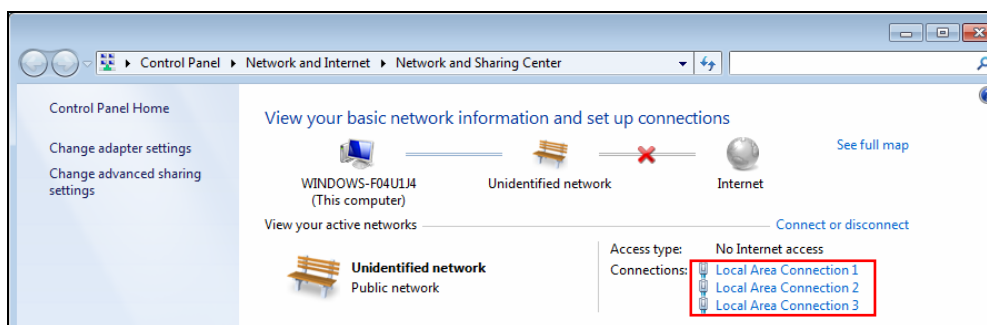 Control Panel ▸ Network and Internet ▸ Network and Sharing Center
Control Panel Home
Change adapter settings
Change advanced sharing
settings
View your basic network information and set up connections
See full map
WINDOWS-F04U1J4
(This computer)
Unidentified network
Internet
View your active networks
Connect or disconnect
Unidentified network
Public network
Access type: No Internet access
Connections: Local Area Connection 1
Local Area Connection 2
Local Area Connection 3